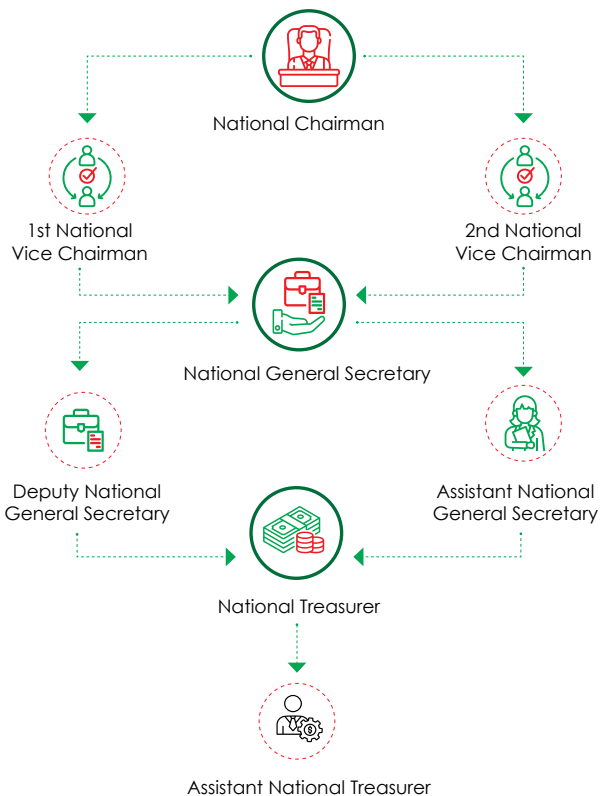 National Chairman
1st National
Vice Chairman
2nd National
Vice Chairman
National General Secretary
Deputy National
General Secretary
Assistant National
General Secretary
National Treasurer
Assistant National Treasurer